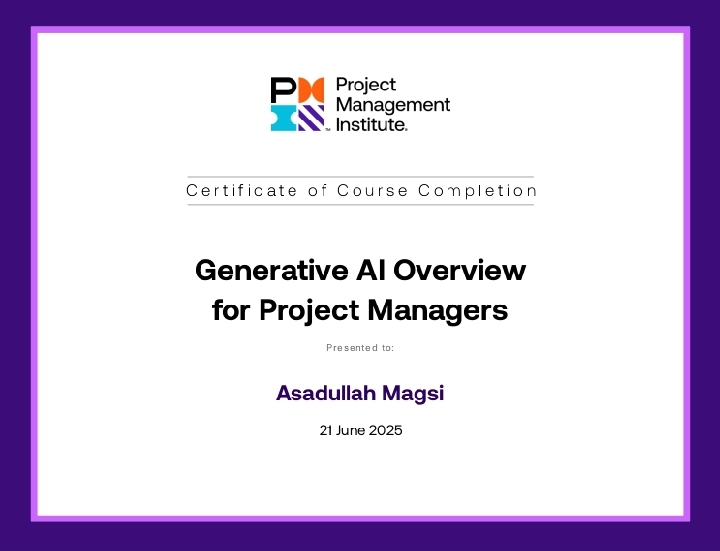 PM
Project
Management
Institute.
Certificate of Course Completion
Generative AI Overview
for Project Managers
Presented to:
Asadullah Magsi
21 June 2025